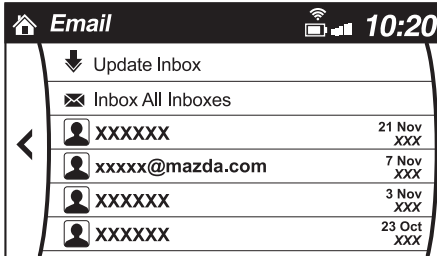 Email 10:20
Update Inbox
Inbox All Inboxes
XXXXXX 21 Nov
XXX
xxxxx@mazda.com 7 Nov
XXX
XXXXXX 3 Nov
XXX
XXXXXX 23 Oct
XXX